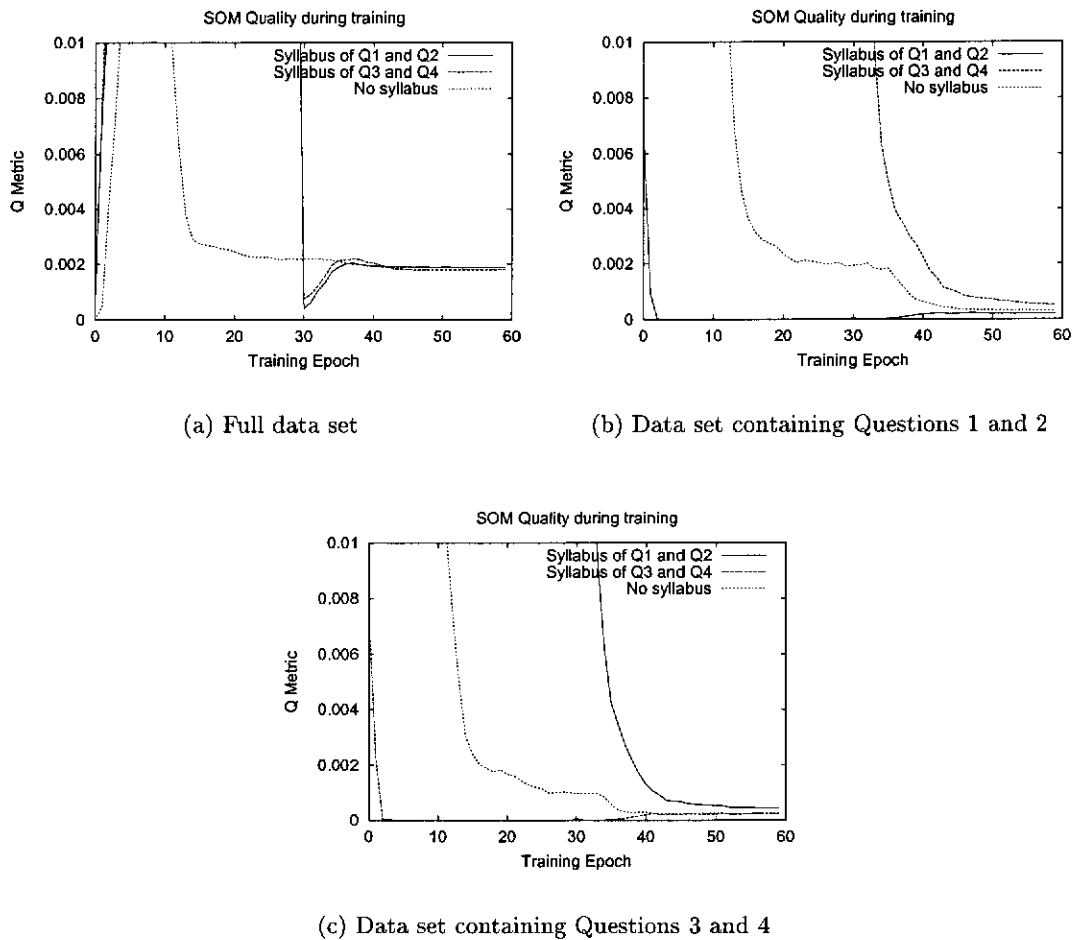 SOM Quality during training
0.01
0.008
0.006
0.004
0.002
0
Q Metric
Syllabus of Q1 and Q2
Syllabus of Q3 and Q4
No syllabus
0 10 20 30 40 50 60
Training Epoch
(a) Full data set
SOM Quality during training
0.01
0.008
0.006
0.004
0.002
0
Q Metric
Syllabus of Q1 and Q2
Syllabus of Q3 and Q4
No syllabus
0 10 20 30 40 50 60
Training Epoch
(b) Data set containing Questions 1 and 2
SOM Quality during training
0.01
0.008
0.006
0.004
0.002
0
Q Metric
Syllabus of Q1 and Q2
Syllabus of Q3 and Q4
No syllabus
0 10 20 30 40 50 60
Training Epoch
(c) Data set containing Questions 3 and 4